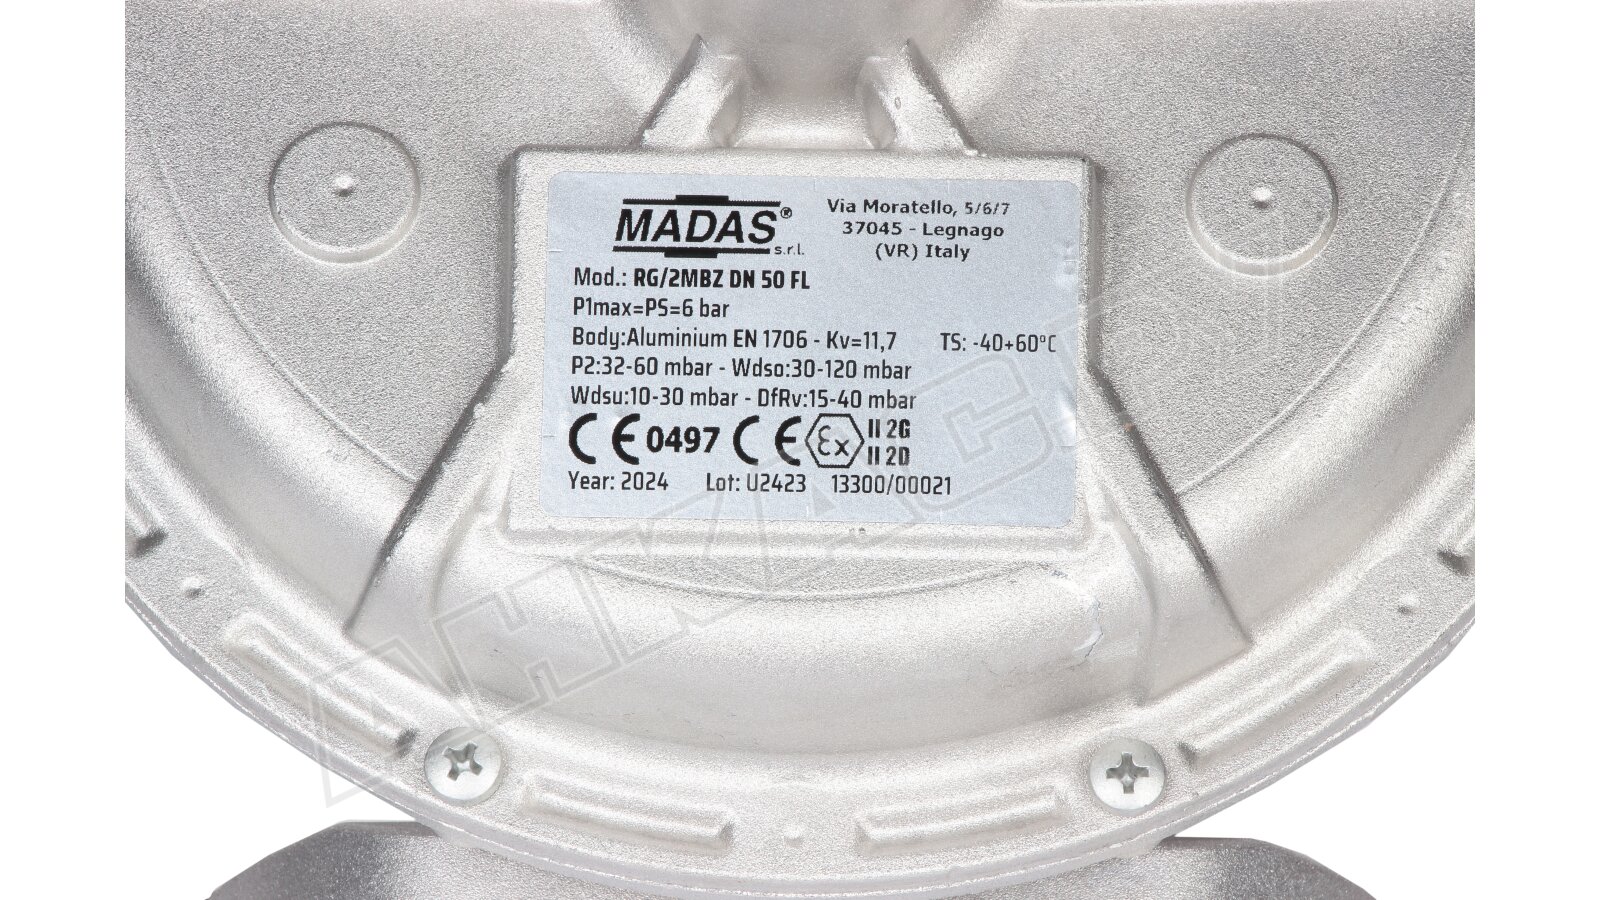 MADAS®
s.r.l.
Via Moratello, 5/6/7
37045 - Legnago
(VR) Italy
Mod.: RG/2MBZ DN 50 FL
P1max=PS=6 bar
Body:Aluminium EN 1706 - Kv=11,7 TS: -40+60°C
P2:32-60 mbar - Wdso:30-120 mbar
Wdsu:10-30 mbar - DfRv:15-40 mbar
CE 0497 CE Ex II 2G
II 2D
Year: 2024 Lot: U2423 13300/00021